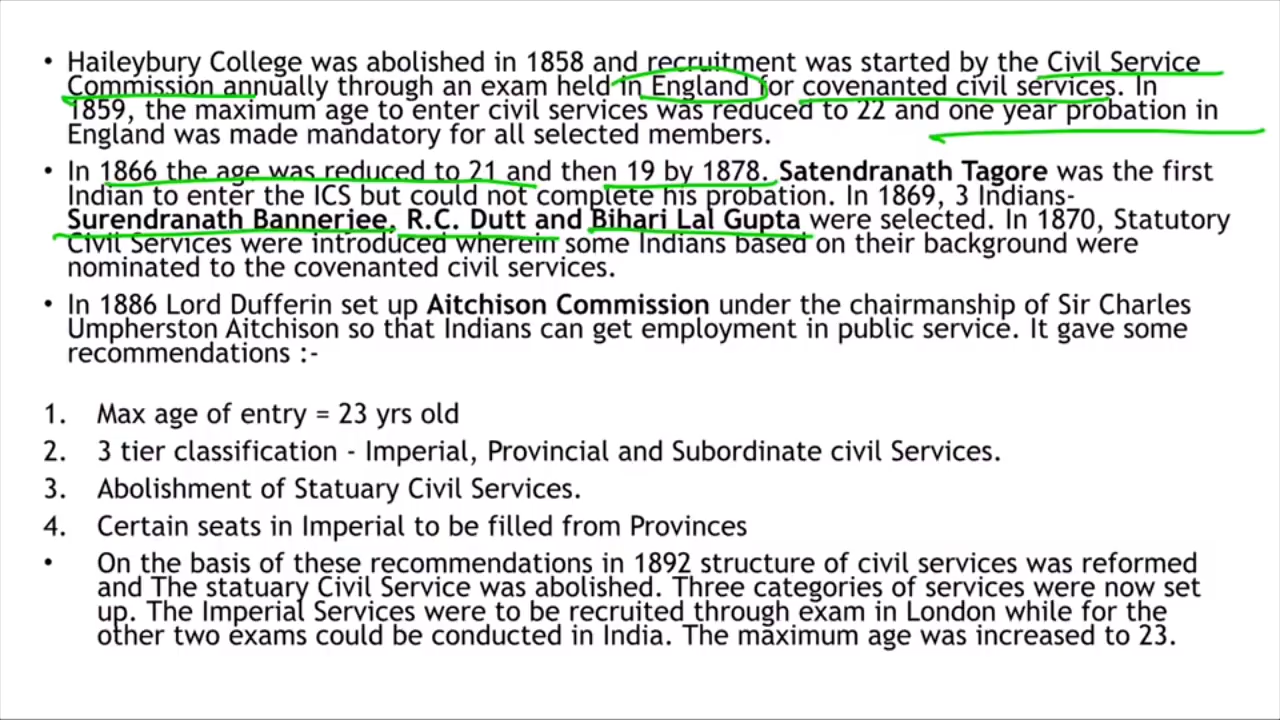 • Haileybury College was abolished in 1858 and recruitment was started by the Civil Service
Commission annually through an exam held in England for covenanted civil services. In
1859, the maximum age to enter civil services was reduced to 22 and one year probation in
England was made mandatory for all selected members.
• In 1866 the age was reduced to 21 and then 19 by 1878. Satendranath Tagore was the first
Indian to enter the ICS but could not complete his probation. In 1869, 3 Indians-
Surendranath Bannerjee, R.C. Dutt and Bihari Lal Gupta were selected. In 1870, Statutory
Civil Services were introduced wherein some Indians based on their background were
nominated to the covenanted civil services.
• In 1886 Lord Dufferin set up Aitchison Commission under the chairmanship of Sir Charles
Umpherston Aitchison so that Indians can get employment in public service. It gave some
recommendations :-
1. Max age of entry = 23 yrs old
2. 3 tier classification - Imperial, Provincial and Subordinate civil Services.
3. Abolishment of Statuary Civil Services.
4. Certain seats in Imperial to be filled from Provinces
• On the basis of these recommendations in 1892 structure of civil services was reformed
and The statuary Civil Service was abolished. Three categories of services were now set
up. The Imperial Services were to be recruited through exam in London while for the
other two exams could be conducted in India. The maximum age was increased to 23.